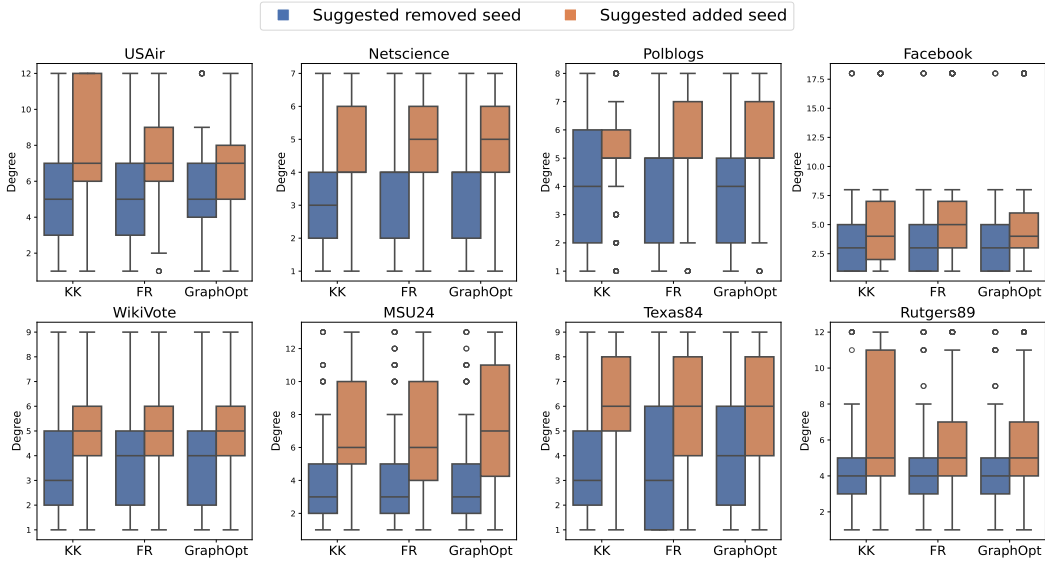 Suggested removed seed Suggested added seed
USAir
Degree
12
10
8
6
4
2
KK FR GraphOpt
Netscience
7
6
5
4
3
2
1
KK FR GraphOpt
Polblogs
Degree
8
7
6
5
4
3
2
1
KK FR GraphOpt
Facebook
Degree
17.5
15.0
12.5
10.0
7.5
5.0
2.5
KK FR GraphOpt
WikiVote
Degree
9
8
7
6
5
4
3
2
1
KK FR GraphOpt
MSU24
Degree
12
10
8
6
4
2
KK FR GraphOpt
Texas84
Degree
9
8
7
6
5
4
3
2
1
KK FR GraphOpt
Rutgers89
Degree
12
10
8
6
4
2
KK FR GraphOpt